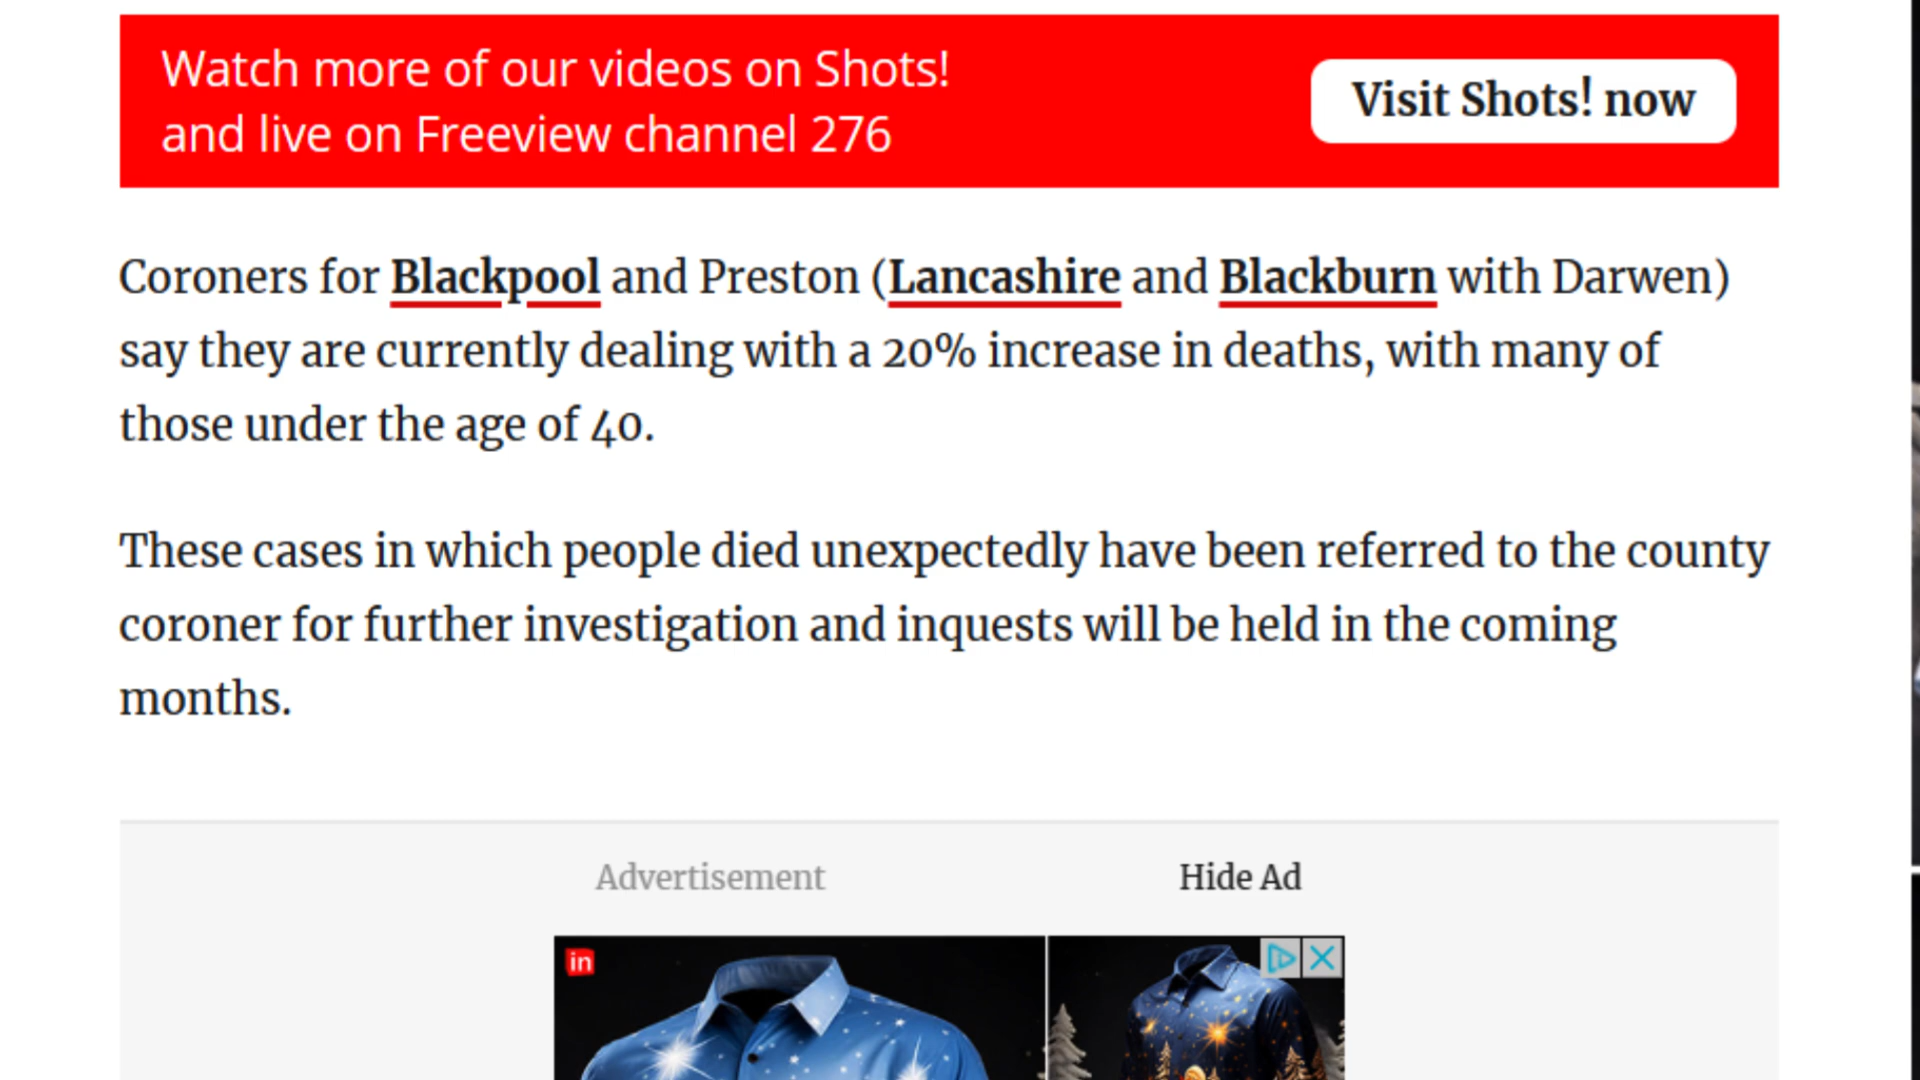 Watch more of our videos on Shots!
and live on Freeview channel 276
Visit Shots! now
Coroners for Blackpool and Preston (Lancashire and Blackburn with Darwen)
say they are currently dealing with a 20% increase in deaths, with many of
those under the age of 40.
These cases in which people died unexpectedly have been referred to the county
coroner for further investigation and inquests will be held in the coming
months.
Advertisement
Hide Ad
in